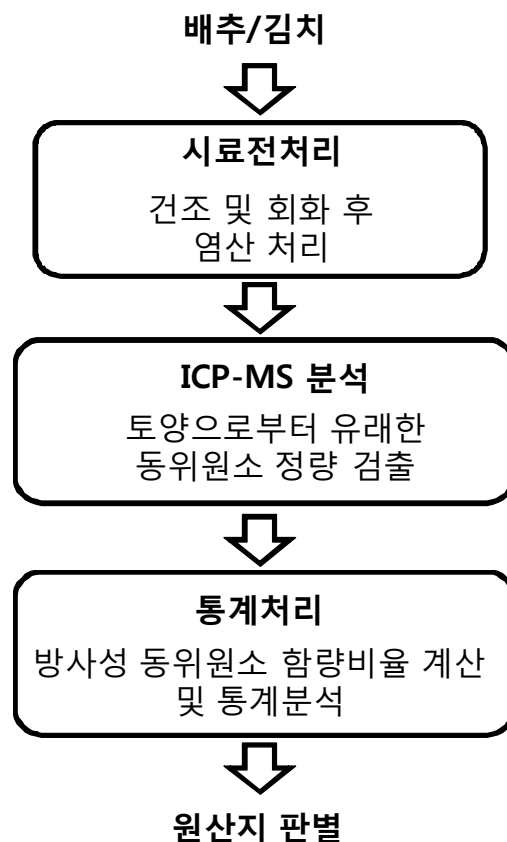 배추/김치
시료전처리
건조 및 회화 후
염산 처리
ICP-MS 분석
토양으로부터 유래한
동위원소 정량 검출
통계처리
방사성 동위원소 함량비율 계산
및 통계분석
원산지 판별